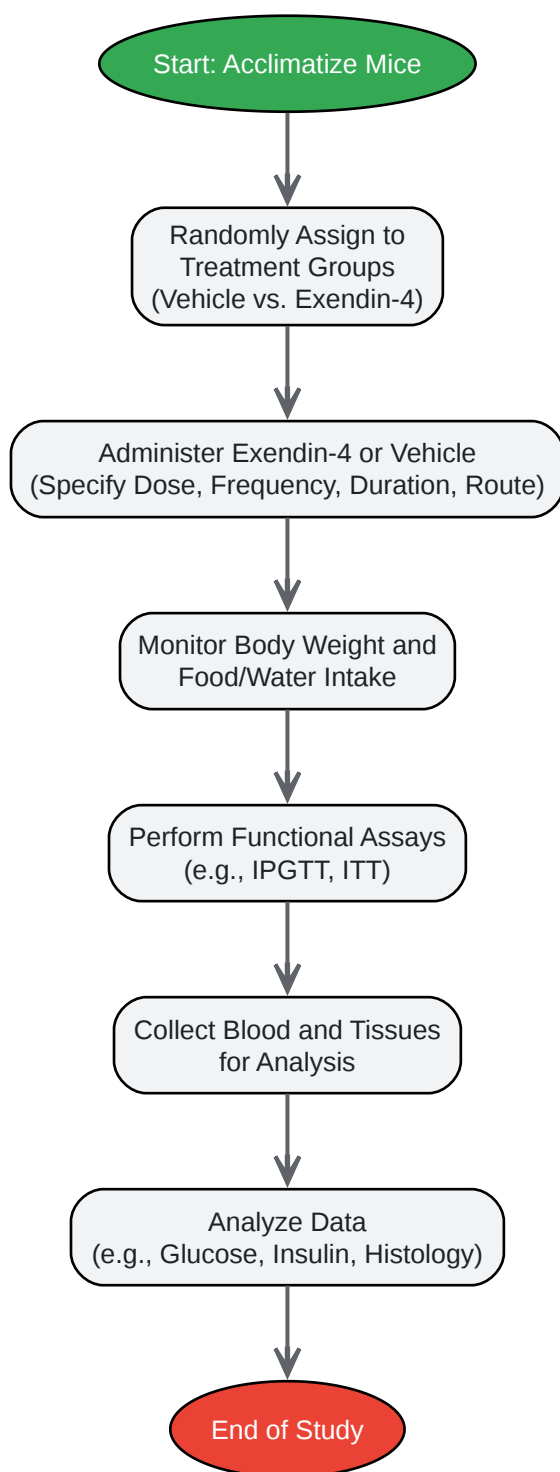 Start: Acclimatize Mice
Randomly Assign to
Treatment Groups
(Vehicle vs. Exendin-4)
Administer Exendin-4 or Vehicle
(Specify Dose, Frequency, Duration, Route)
Monitor Body Weight and
Food/Water Intake
Perform Functional Assays
(e.g., IPGTT, ITT)
Collect Blood and Tissues
for Analysis
Analyze Data
(e.g., Glucose, Insulin, Histology)
End of Study